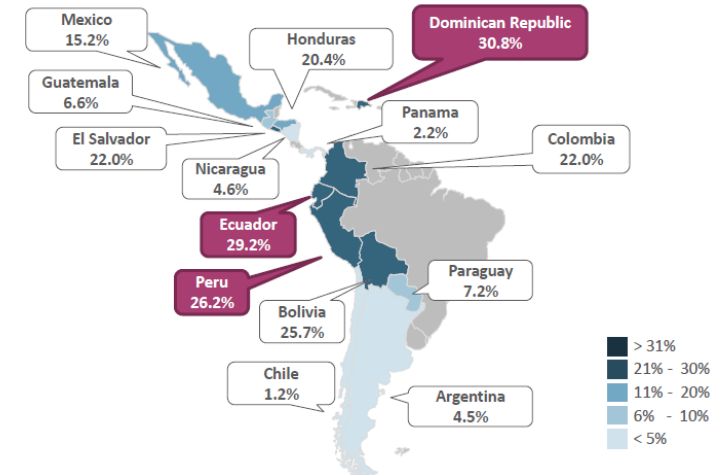 Mexico
15.2%
Honduras
20.4%
Dominican Republic
30.8%
Guatemala
6.6%
Panama
2.2%
El Salvador
22.0%
Colombia
22.0%
Nicaragua
4.6%
Ecuador
29.2%
Peru
26.2%
Paraguay
7.2%
Bolivia
25.7%
Chile
1.2%
Argentina
4.5%
> 31%
21% - 30%
11% - 20%
6% - 10%
< 5%